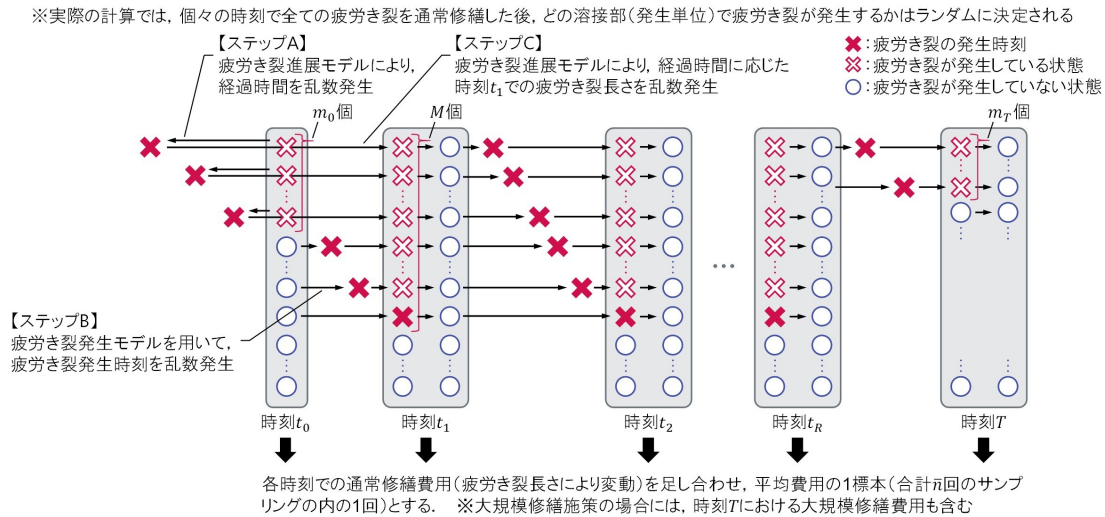 ※実際の計算では，個々の時刻で全ての疲労き裂を通常修繕した後，どの溶接部（発生単位）で疲労き裂が発生するかはランダムに決定される
【ステップA】
疲労き裂進展モデルにより，
経過時間を乱数発生
【ステップC】
疲労き裂進展モデルにより，経過時間に応じた
時刻t₁での疲労き裂長さを乱数発生
：疲労き裂の発生時刻
：疲労き裂が発生している状態
：疲労き裂が発生していない状態
m₀個
M個
m_T個
…
【ステップB】
疲労き裂発生モデルを用いて，
疲労き裂発生時刻を乱数発生
時刻t₀
時刻t₁
時刻t₂
時刻t_R
時刻T
各時刻での通常修繕費用（疲労き裂長さにより変動）を足し合わせ，平均費用の1標本（合計n̄回のサンプ
リングの内の1回）とする． ※大規模修繕施策の場合には，時刻Tにおける大規模修繕費用も含む